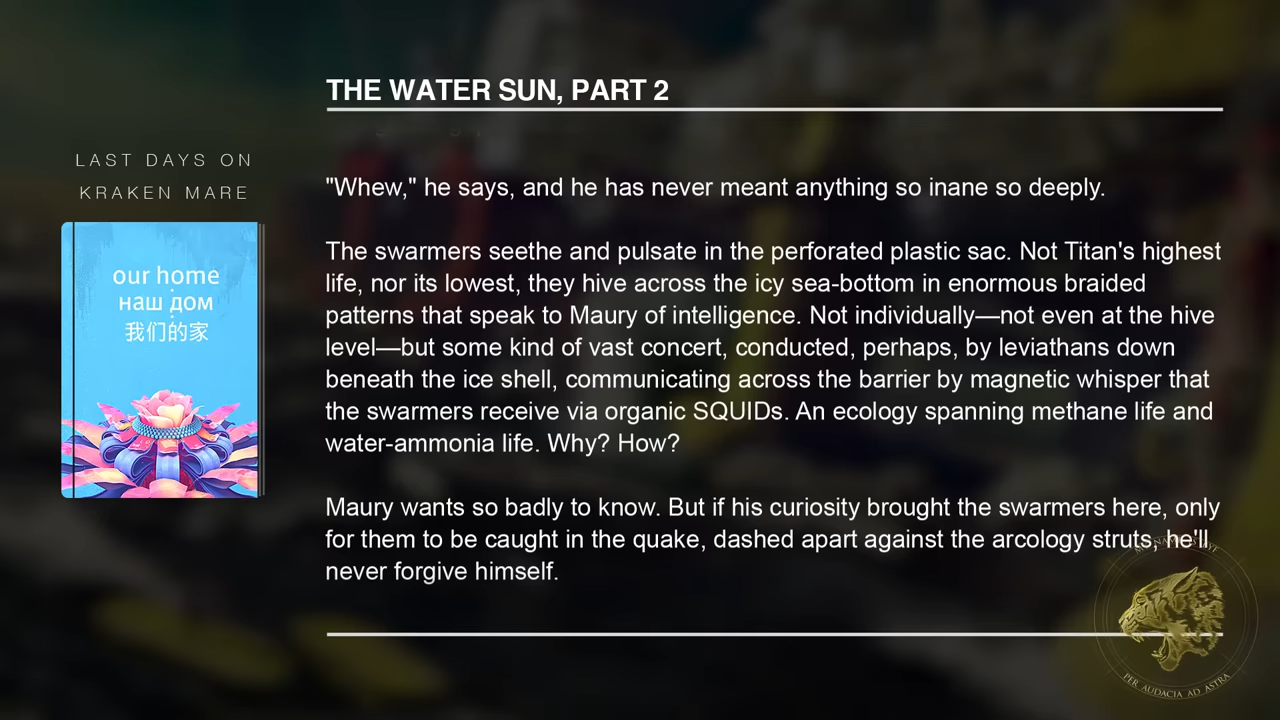 THE WATER SUN, PART 2
LAST DAYS ON
KRAKEN MARE
our home
наш дом
我们的家
"Whew," he says, and he has never meant anything so inane so deeply.
The swarmers seethe and pulsate in the perforated plastic sac. Not Titan's highest
life, nor its lowest, they hive across the icy sea-bottom in enormous braided
patterns that speak to Maury of intelligence. Not individually—not even at the hive
level—but some kind of vast concert, conducted, perhaps, by leviathans down
beneath the ice shell, communicating across the barrier by magnetic whisper that
the swarmers receive via organic SQUIDs. An ecology spanning methane life and
water-ammonia life. Why? How?
Maury wants so badly to know. But if his curiosity brought the swarmers here, only
for them to be caught in the quake, dashed apart against the arcology struts, he'll
never forgive himself.
PER AUDACIA AD ASTRA